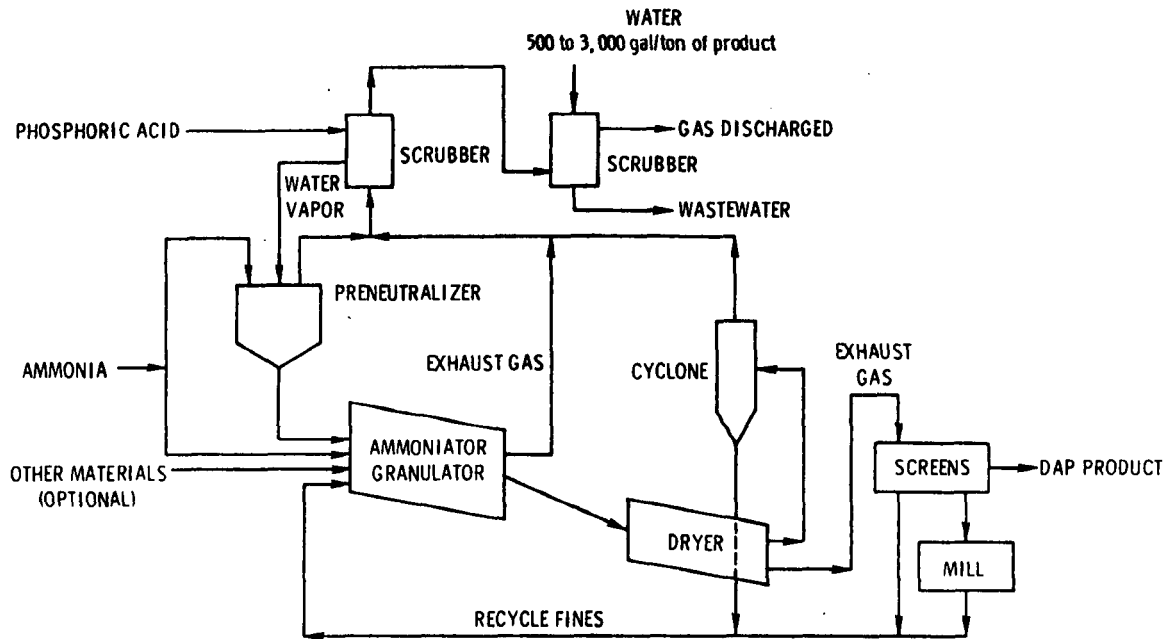 WATER
500 to 3,000 gal/ton of product
PHOSPHORIC ACID
SCRUBBER
GAS DISCHARGED
SCRUBBER
WATER
VAPOR
WASTEWATER
PRENEUTRALIZER
AMMONIA
EXHAUST GAS
CYCLONE
EXHAUST
GAS
AMMONIATOR
GRANULATOR
OTHER MATERIALS
(OPTIONAL)
SCREENS
DAP PRODUCT
DRYER
MILL
RECYCLE FINES